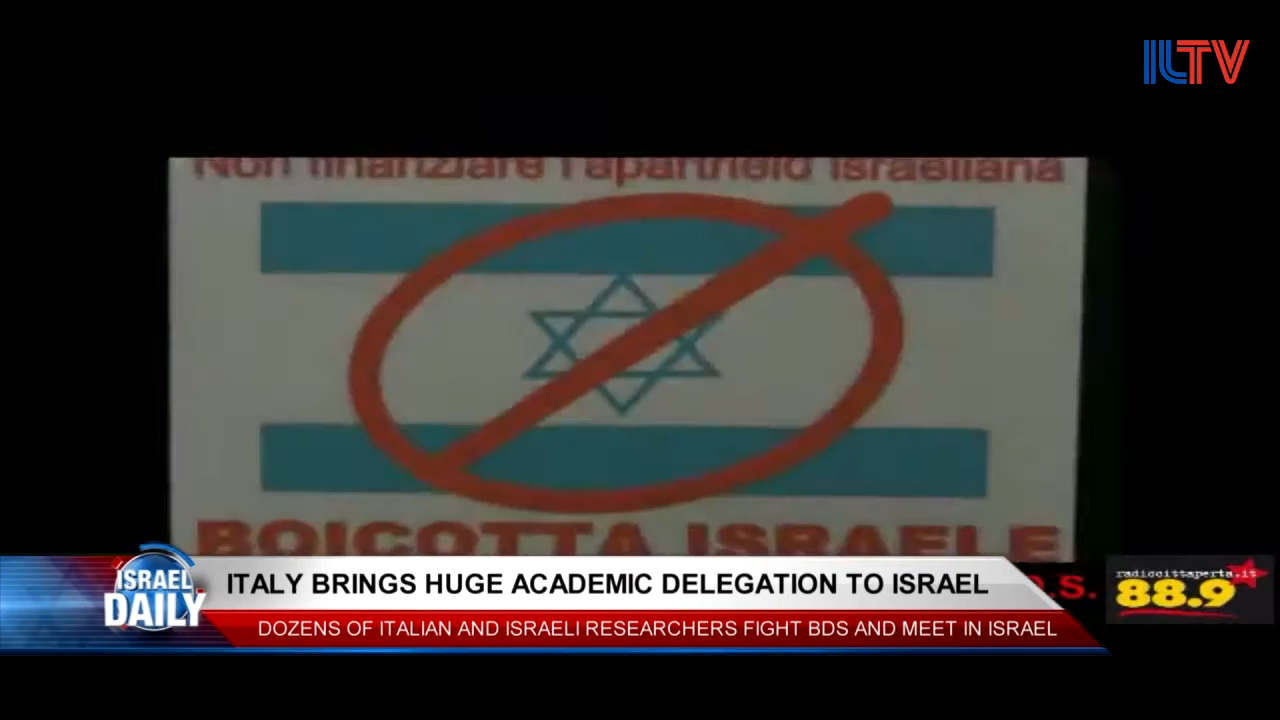 ILTV
Non finanziare l'apartheid israeliana
BOICOTTA ISRAELE
ISRAEL
DAILY
ITALY BRINGS HUGE ACADEMIC DELEGATION TO ISRAEL
DOZENS OF ITALIAN AND ISRAELI RESEARCHERS FIGHT BDS AND MEET IN ISRAEL
.S.
radiocittaperta.it
88.9